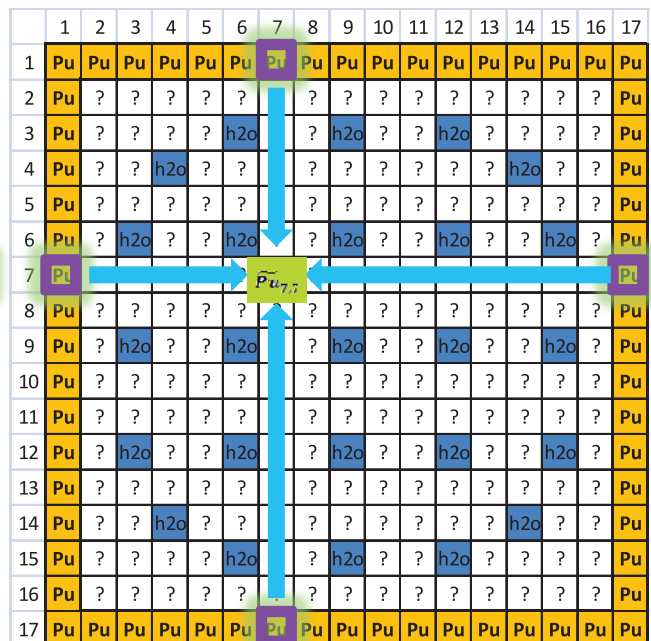 1 2 3 4 5 6 7 8 9 10 11 12 13 14 15 16 17
1 Pu Pu Pu Pu Pu Pu Pu Pu Pu Pu Pu Pu Pu Pu Pu Pu Pu
2 Pu ? ? ? ? ? ? ? ? ? ? ? ? ? ? Pu
3 Pu ? ? ? ? h2o ? h2o ? ? h2o ? ? ? ? Pu
4 Pu ? ? h2o ? ? ? ? ? ? ? ? h2o ? ? Pu
5 Pu ? ? ? ? ? ? ? ? ? ? ? ? ? ? Pu
6 Pu ? h2o ? ? h2o ? h2o ? ? h2o ? ? h2o ? Pu
7 Pu P̃u7,7 Pu
8 Pu ? ? ? ? ? ? ? ? ? ? ? ? ? ? Pu
9 Pu ? h2o ? ? h2o ? h2o ? ? h2o ? ? h2o ? Pu
10 Pu ? ? ? ? ? ? ? ? ? ? ? ? ? ? Pu
11 Pu ? ? ? ? ? ? ? ? ? ? ? ? ? ? Pu
12 Pu ? h2o ? ? h2o ? h2o ? ? h2o ? ? h2o ? Pu
13 Pu ? ? ? ? ? ? ? ? ? ? ? ? ? ? Pu
14 Pu ? ? h2o ? ? ? ? ? ? ? ? h2o ? ? Pu
15 Pu ? ? ? ? h2o ? h2o ? ? h2o ? ? ? ? Pu
16 Pu ? ? ? ? ? ? ? ? ? ? ? ? ? ? Pu
17 Pu Pu Pu Pu Pu Pu Pu Pu Pu Pu Pu Pu Pu Pu Pu Pu Pu